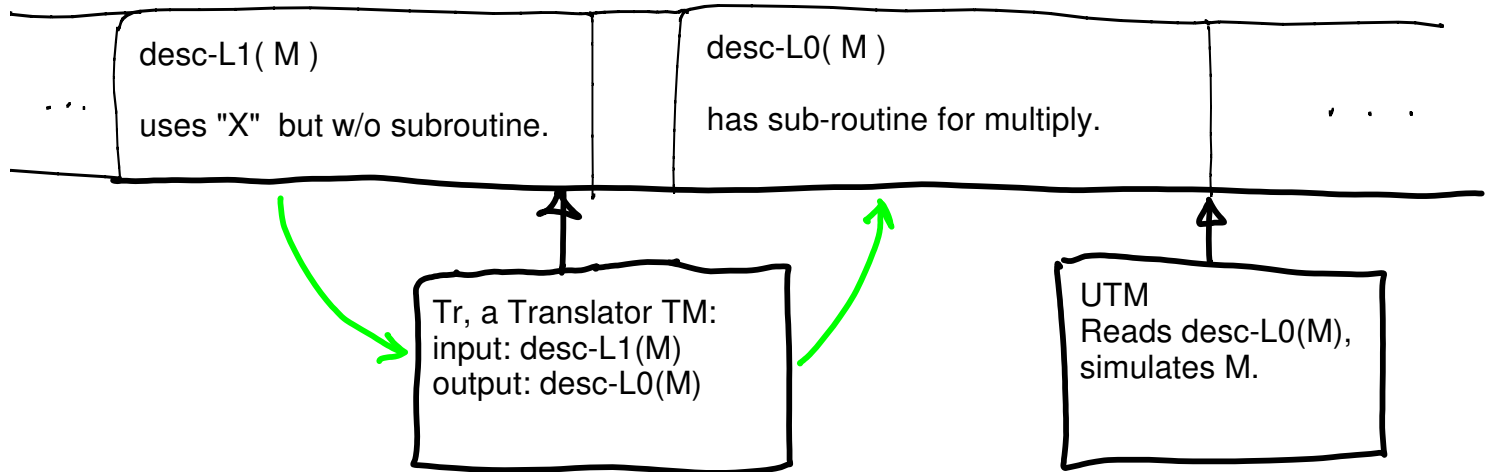 desc-L1( M )
uses "X" but w/o subroutine.
desc-L0( M )
has sub-routine for multiply.
...
. . .
Tr, a Translator TM:
input: desc-L1(M)
output: desc-L0(M)
UTM
Reads desc-L0(M),
simulates M.